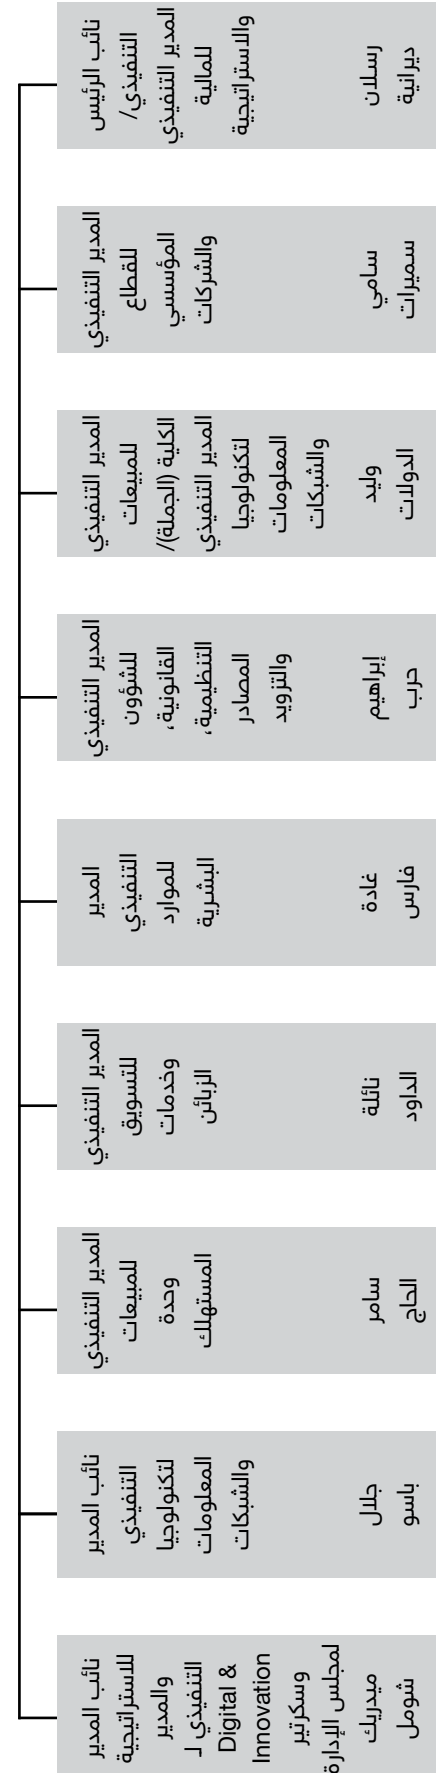 نائب الرئيس
التنفيذي/
المدير التنفيذي
للمالية
والاستراتيجية
رسلان
ديرانية
المدير التنفيذي
للقطاع
المؤسسي
والشركات
سامي
سميرات
المدير التنفيذي
للمبيعات
الكلية (الجملة)/
المدير التنفيذي
لتكنولوجيا
المعلومات
والشبكات
وليد
الدولات
المدير التنفيذي
للشؤون
القانونية،
التنظيمية،
المصادر
والتزويد
إبراهيم
حرب
المدير
التنفيذي
للموارد
البشرية
غادة
فارس
المدير التنفيذي
للتسويق
وخدمات
الزبائن
نائلة
الداود
المدير التنفيذي
للمبيعات
وحدة
المستهلك
سامر
الحاج
نائب المدير
التنفيذي
لتكنولوجيا
المعلومات
والشبكات
جلال
باسو
نائب المدير
للاستراتيجية
والمدير
التنفيذي لـ
Digital &
Innovation
وسكرتير
لمجلس الإدارة
ميدريك
شومل